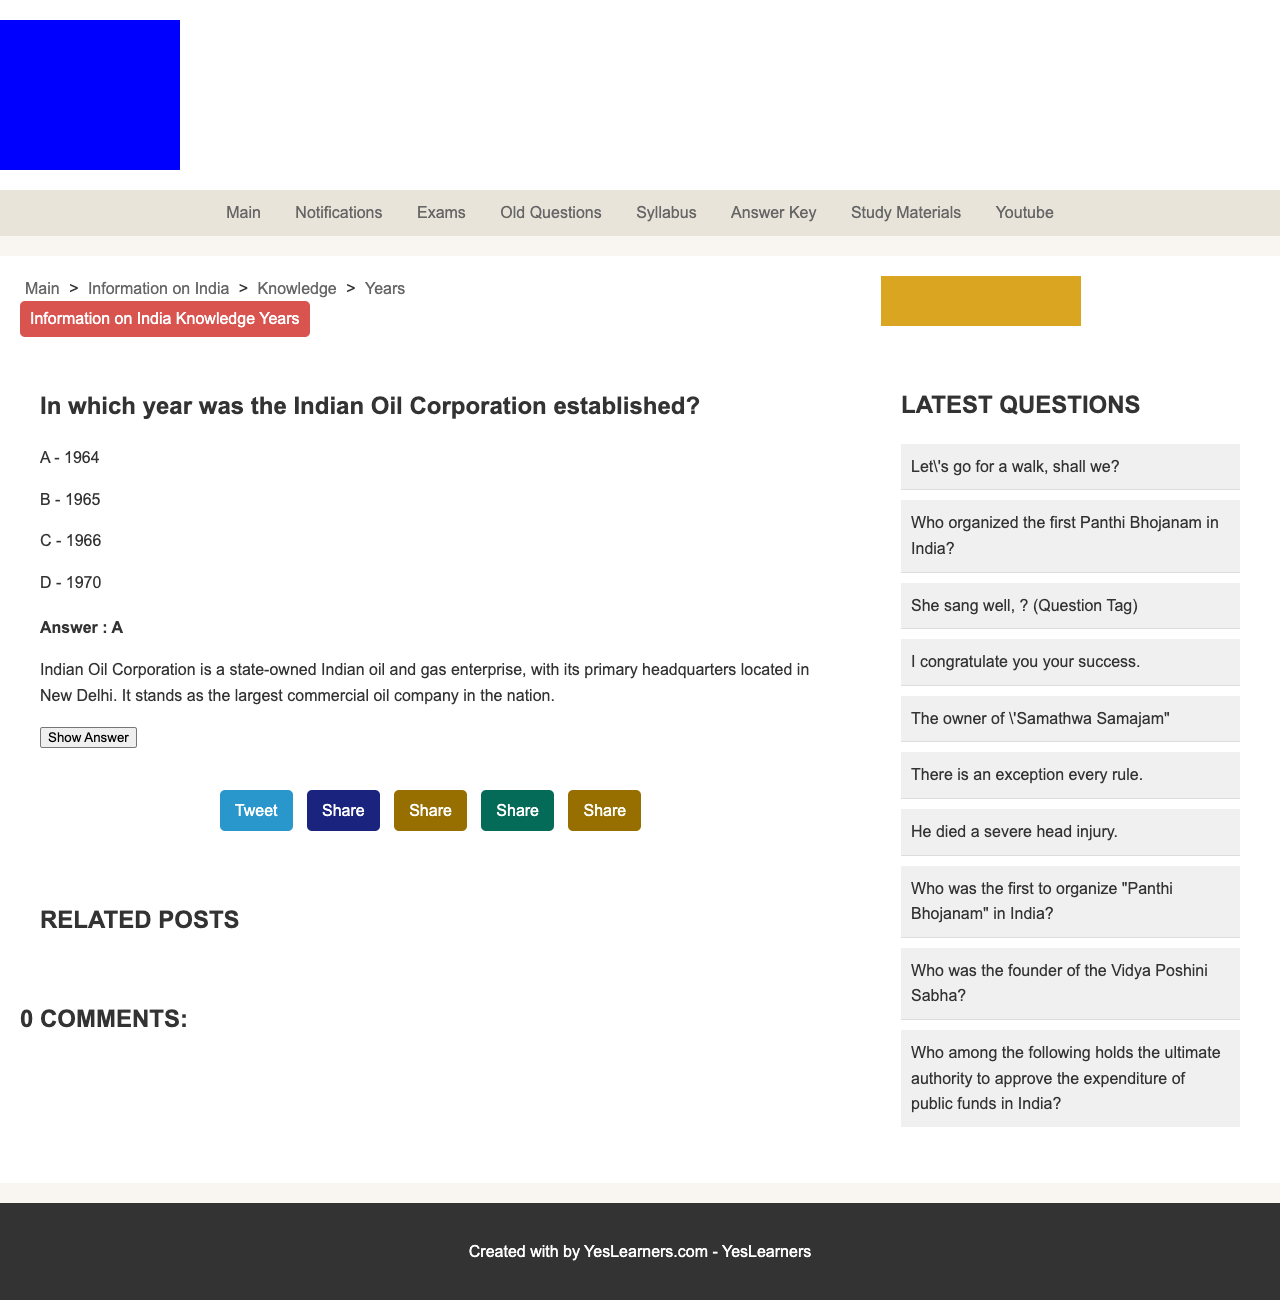 Main Notifications Exams Old Questions Syllabus Answer Key Study Materials Youtube
Main > Information on India > Knowledge > Years
Information on India Knowledge Years
In which year was the Indian Oil Corporation established?
A - 1964
B - 1965
C - 1966
D - 1970
Answer : A
Indian Oil Corporation is a state-owned Indian oil and gas enterprise, with its primary headquarters located in
New Delhi. It stands as the largest commercial oil company in the nation.
Show Answer
Tweet Share Share Share Share
RELATED POSTS
0 COMMENTS:
LATEST QUESTIONS
Let\'s go for a walk, shall we?
Who organized the first Panthi Bhojanam in
India?
She sang well, ? (Question Tag)
I congratulate you your success.
The owner of \'Samathwa Samajam"
There is an exception every rule.
He died a severe head injury.
Who was the first to organize "Panthi
Bhojanam" in India?
Who was the founder of the Vidya Poshini
Sabha?
Who among the following holds the ultimate
authority to approve the expenditure of
public funds in India?
Created with by YesLearners.com - YesLearners